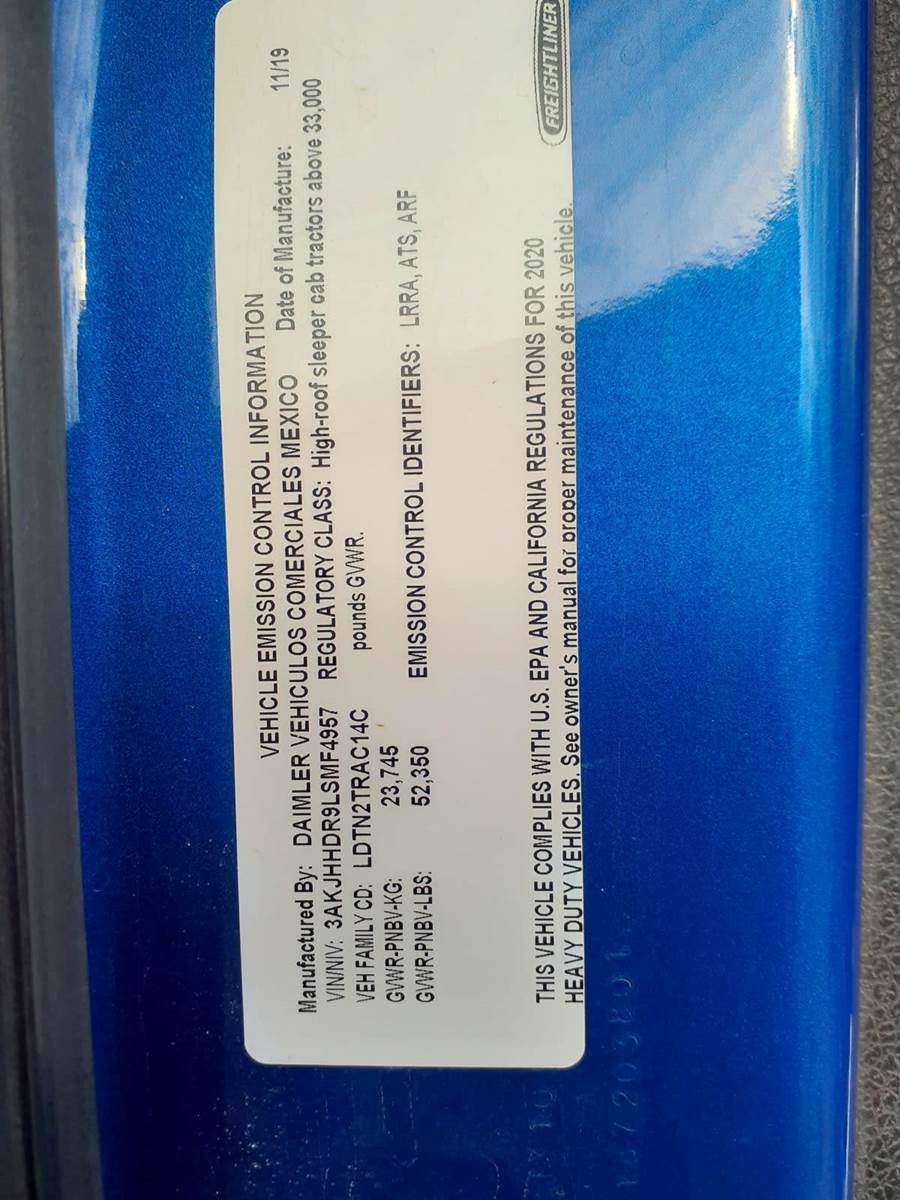 VEHICLE EMISSION CONTROL INFORMATION
Manufactured By: DAIMLER VEHICULOS COMERCIALES MEXICO Date of Manufacture: 11/19
VIN/NIV: 3AKJHHDR9LSMF4957 REGULATORY CLASS: High-roof sleeper cab tractors above 33,000
VEH FAMILY CD: LDTN2TRAC14C pounds GVWR.
GVWR-PNBV-KG: 23,745
GVWR-PNBV-LBS: 52,350 EMISSION CONTROL IDENTIFIERS: LRRA, ATS, ARF
THIS VEHICLE COMPLIES WITH U.S. EPA AND CALIFORNIA REGULATIONS FOR 2020
HEAVY DUTY VEHICLES. See owner's manual for proper maintenance of this vehicle.
FREIGHTLINER